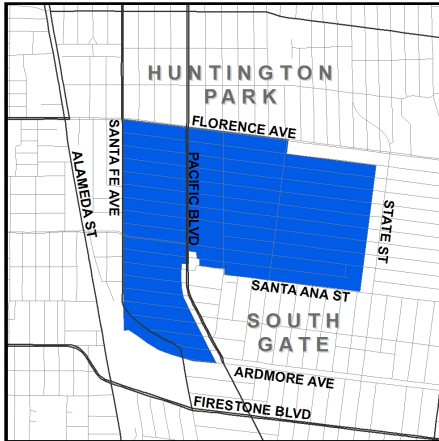 HUNTINGTON
PARK
FLORENCE AVE
SANTA FE AVE
ALAMEDA ST
PACIFIC BLVD
STATE ST
SANTA ANA ST
SOUTH
GATE
ARDMORE AVE
FIRESTONE BLVD